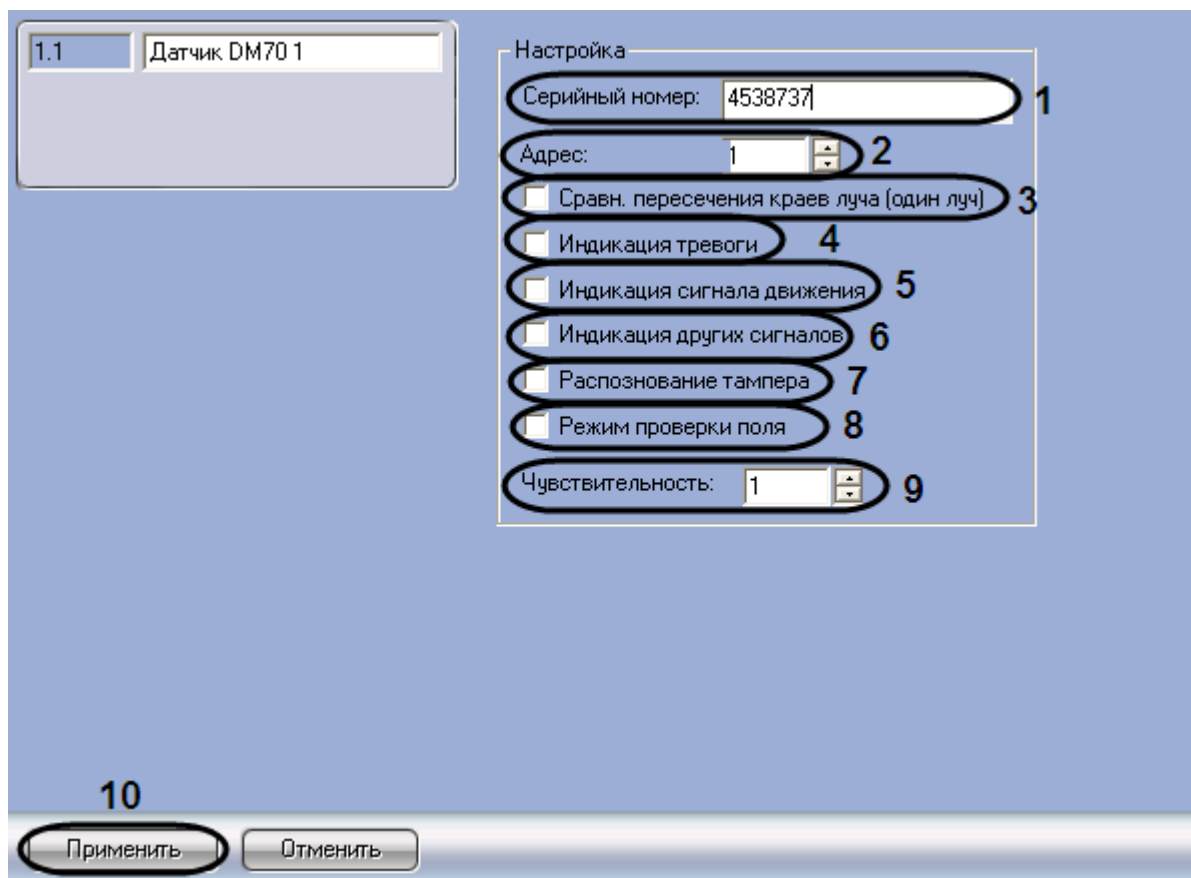 1.1 Датчик DM70 1
Настройка
Серийный номер: 4538737 1
Адрес: 1 2
Сравн. пересечения краев луча (один луч) 3
Индикация тревоги 4
Индикация сигнала движения 5
Индикация других сигналов 6
Распознование тампера 7
Режим проверки поля 8
Чувствительность: 1 9
10
Применить Отменить